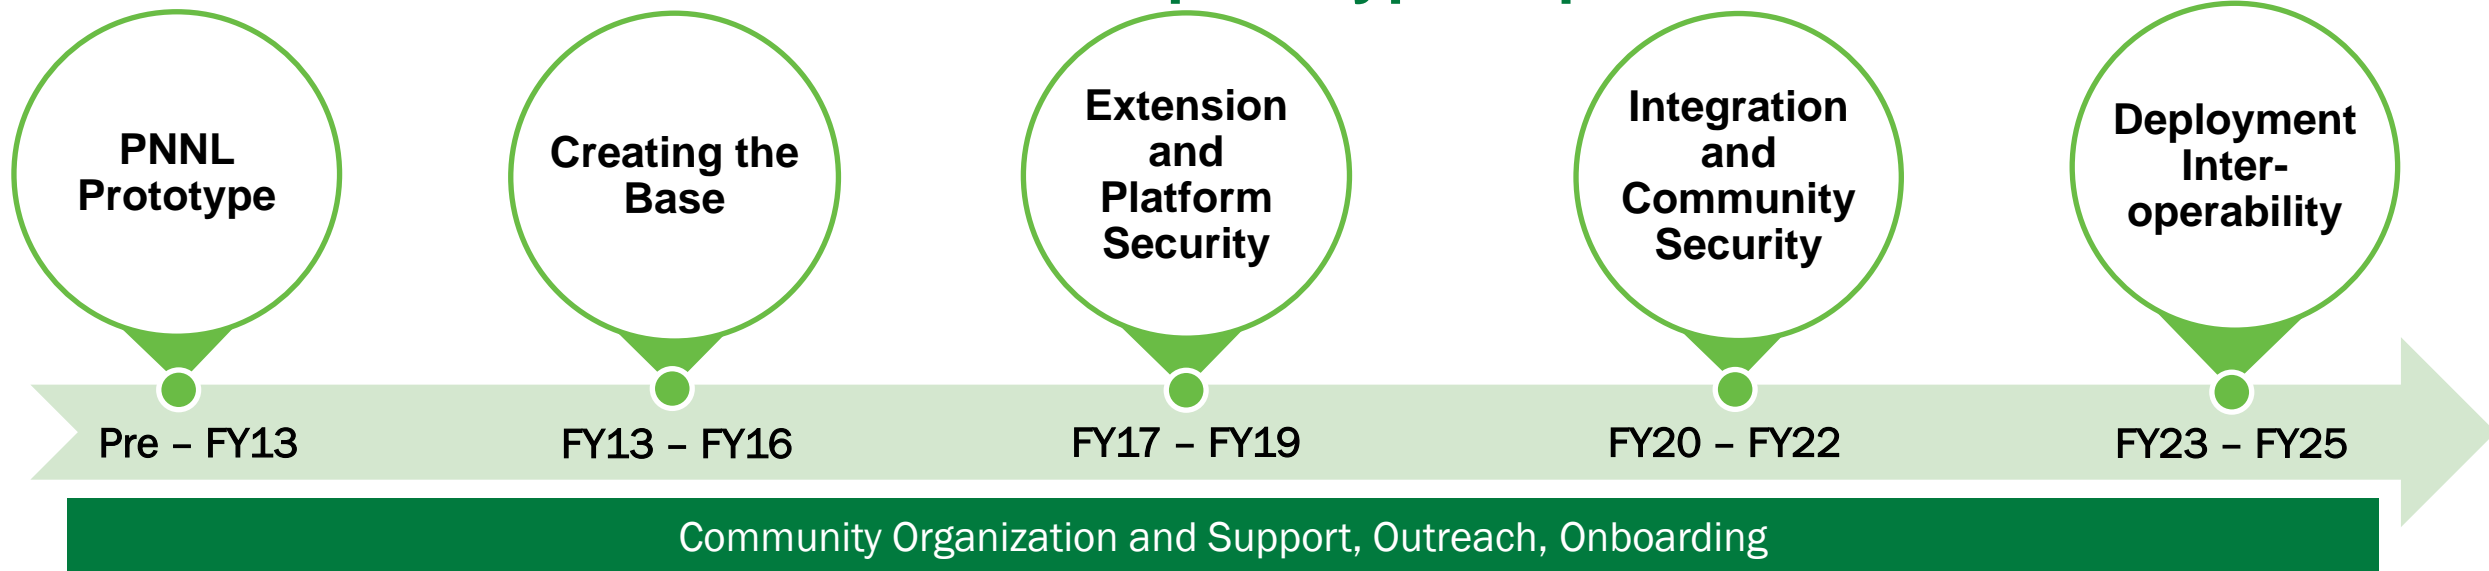 PNNL
Prototype
Creating the
Base
Extension
and
Platform
Security
Integration
and
Community
Security
Deployment
Inter-
operability
Pre – FY13
FY13 – FY16
FY17 – FY19
FY20 – FY22
FY23 – FY25
Community Organization and Support, Outreach, Onboarding